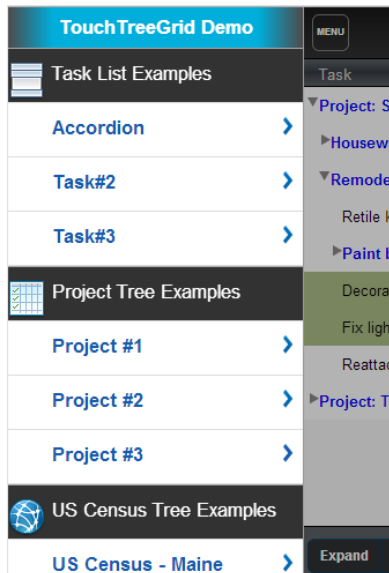 TouchTreeGrid Demo
Task List Examples
Accordion
Task#2
Task#3
Project Tree Examples
Project #1
Project #2
Project #3
US Census Tree Examples
US Census - Maine
MENU
Task
Project: S
Housew
Remode
Retile
Paint
Decora
Fix ligh
Reattac
Project: T
Expand